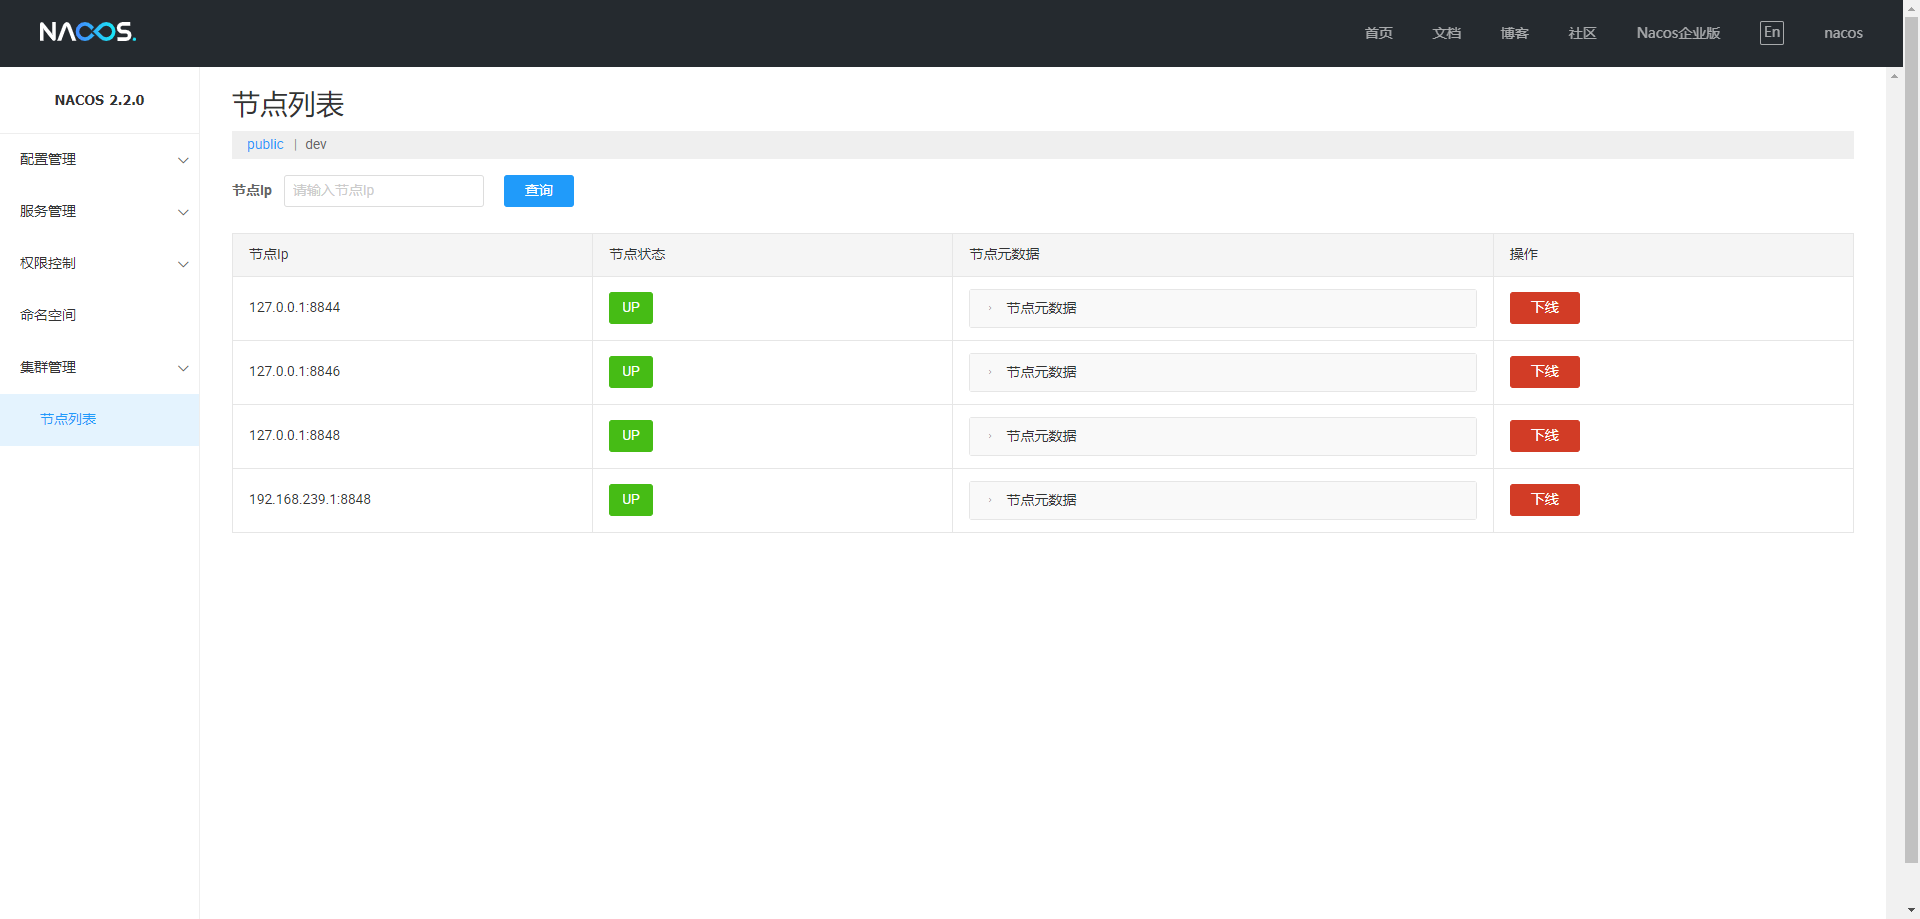 NACOS.
首页 文档 博客 社区 Nacos企业版 En nacos
NACOS 2.2.0
配置管理
服务管理
权限控制
命名空间
集群管理
节点列表
节点列表
public | dev
节点Ip 请输入节点Ip 查询
节点Ip 节点状态 节点元数据 操作
127.0.0.1:8844 UP 节点元数据 下线
127.0.0.1:8846 UP 节点元数据 下线
127.0.0.1:8848 UP 节点元数据 下线
192.168.239.1:8848 UP 节点元数据 下线